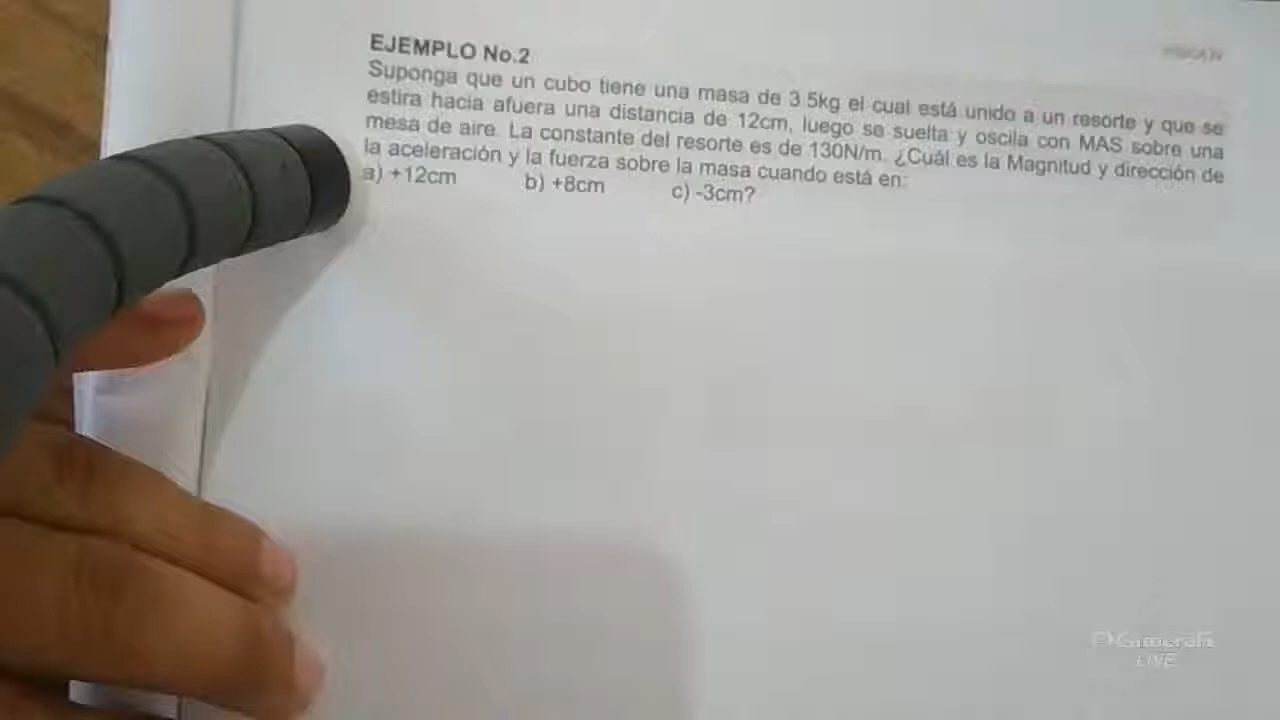 EJEMPLO No.2
Suponga que un cubo tiene una masa de 3.5kg el cual está unido a un resorte y que se
estira hacia afuera una distancia de 12cm, luego se suelta y oscila con MAS sobre una
mesa de aire. La constante del resorte es de 130N/m. ¿Cuál es la Magnitud y dirección de
la aceleración y la fuerza sobre la masa cuando está en:
a) +12cm b) +8cm c) -3cm?
LIVE